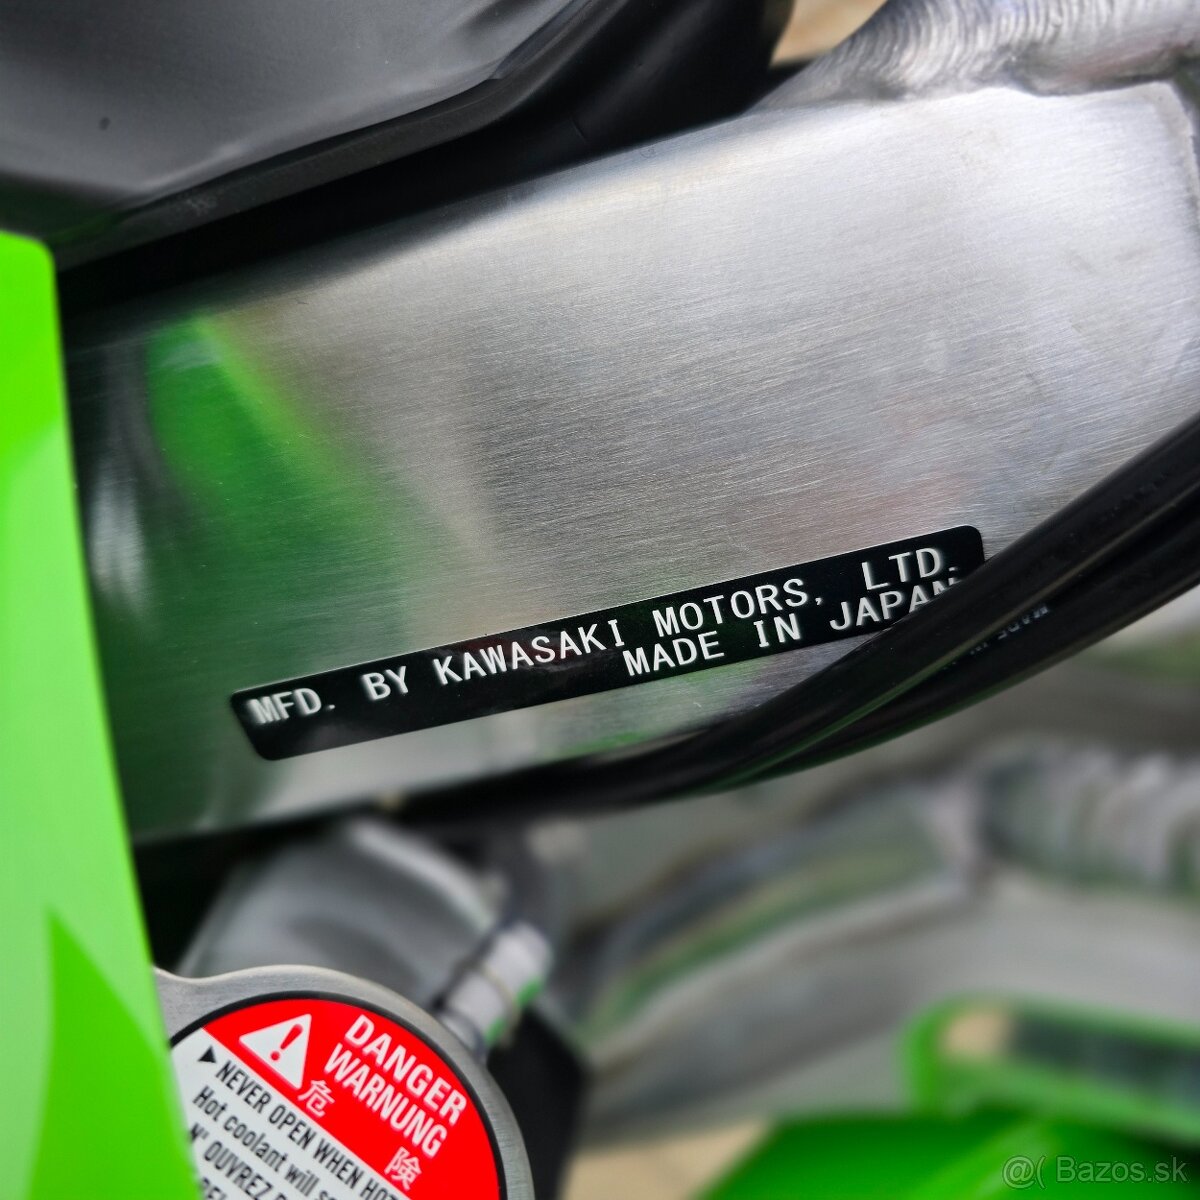 MFD. BY KAWASAKI MOTORS, LTD.
MADE IN JAPAN
DANGER
WARNUNG
危険
▶NEVER OPEN WHEN HOT
Hot coolant will
N' OUVREZ
@( Bazos.sk